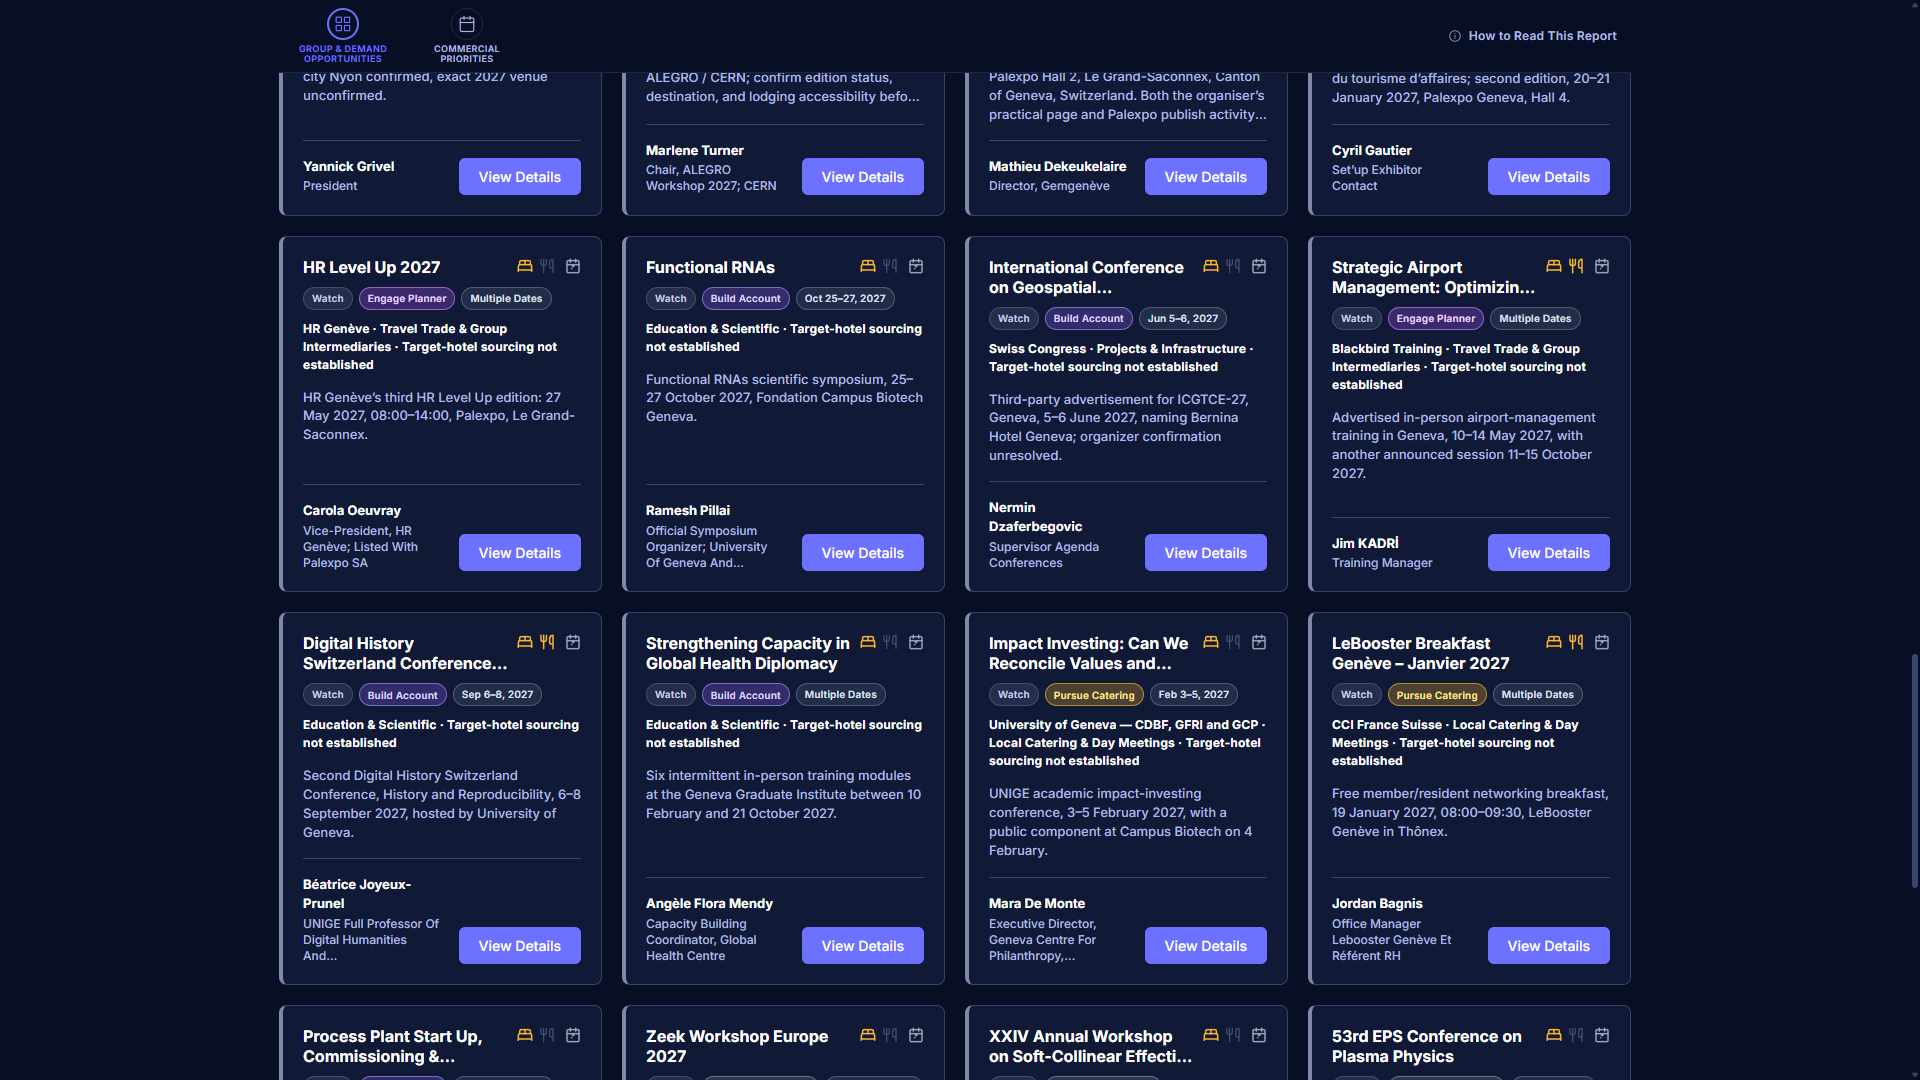 GROUP & DEMAND
OPPORTUNITIES
COMMERCIAL
PRIORITIES
How to Read This Report
city Nyon confirmed, exact 2027 venue
unconfirmed.
Yannick Grivel
President
View Details
ALEGRO / CERN; confirm edition status,
destination, and lodging accessibility befo...
Marlene Turner
Chair, ALEGRO
Workshop 2027; CERN
View Details
Palexpo Hall 2, Le Grand-Saconnex, Canton
of Geneva, Switzerland. Both the organiser's
practical page and Palexpo publish activity...
Mathieu Dekeukelaire
Director, Gemgenève
View Details
du tourisme d'affaires; second edition, 20–21
January 2027, Palexpo Geneva, Hall 4.
Cyril Gautier
Set'up Exhibitor
Contact
View Details
HR Level Up 2027
Watch
Engage Planner
Multiple Dates
HR Genève · Travel Trade & Group
Intermediaries · Target-hotel sourcing not
established
HR Genève's third HR Level Up edition: 27
May 2027, 08:00–14:00, Palexpo, Le Grand-
Saconnex.
Carola Oeuvray
Vice-President, HR
Genève; Listed With
Palexpo SA
View Details
Functional RNAs
Watch
Build Account
Oct 25–27, 2027
Education & Scientific · Target-hotel sourcing
not established
Functional RNAs scientific symposium, 25–
27 October 2027, Fondation Campus Biotech
Geneva.
Ramesh Pillai
Official Symposium
Organizer; University
Of Geneva And...
View Details
International Conference
on Geospatial...
Watch
Build Account
Jun 5–6, 2027
Swiss Congress · Projects & Infrastructure ·
Target-hotel sourcing not established
Third-party advertisement for ICGTCE-27,
Geneva, 5–6 June 2027, naming Bernina
Hotel Geneva; organizer confirmation
unresolved.
Nermin
Dzaferbegovic
Supervisor Agenda
Conferences
View Details
Strategic Airport
Management: Optimizin...
Watch
Engage Planner
Multiple Dates
Blackbird Training · Travel Trade & Group
Intermediaries · Target-hotel sourcing not
established
Advertised in-person airport-management
training in Geneva, 10–14 May 2027, with
another announced session 11–15 October
2027.
Jim KADRİ
Training Manager
View Details
Digital History
Switzerland Conference...
Watch
Build Account
Sep 6–8, 2027
Education & Scientific · Target-hotel sourcing
not established
Second Digital History Switzerland
Conference, History and Reproducibility, 6–8
September 2027, hosted by University of
Geneva.
Béatrice Joyeux-
Prunel
UNIGE Full Professor Of
Digital Humanities
And...
View Details
Strengthening Capacity in
Global Health Diplomacy
Watch
Build Account
Multiple Dates
Education & Scientific · Target-hotel sourcing
not established
Six intermittent in-person training modules
at the Geneva Graduate Institute between 10
February and 21 October 2027.
Angèle Flora Mendy
Capacity Building
Coordinator, Global
Health Centre
View Details
Impact Investing: Can We
Reconcile Values and...
Watch
Pursue Catering
Feb 3–5, 2027
University of Geneva — CDBF, GFRI and GCP ·
Local Catering & Day Meetings · Target-hotel
sourcing not established
UNIGE academic impact-investing
conference, 3–5 February 2027, with a
public component at Campus Biotech on 4
February.
Mara De Monte
Executive Director,
Geneva Centre For
Philanthropy,...
View Details
LeBooster Breakfast
Genève – Janvier 2027
Watch
Pursue Catering
Multiple Dates
CCI France Suisse · Local Catering & Day
Meetings · Target-hotel sourcing not
established
Free member/resident networking breakfast,
19 January 2027, 08:00–09:30, LeBooster
Genève in Thônex.
Jordan Bagnis
Office Manager
Lebooster Genève Et
Référent RH
View Details
Process Plant Start Up,
Commissioning &...
Zeek Workshop Europe
2027
XXIV Annual Workshop
on Soft-Collinear Effecti...
53rd EPS Conference on
Plasma Physics